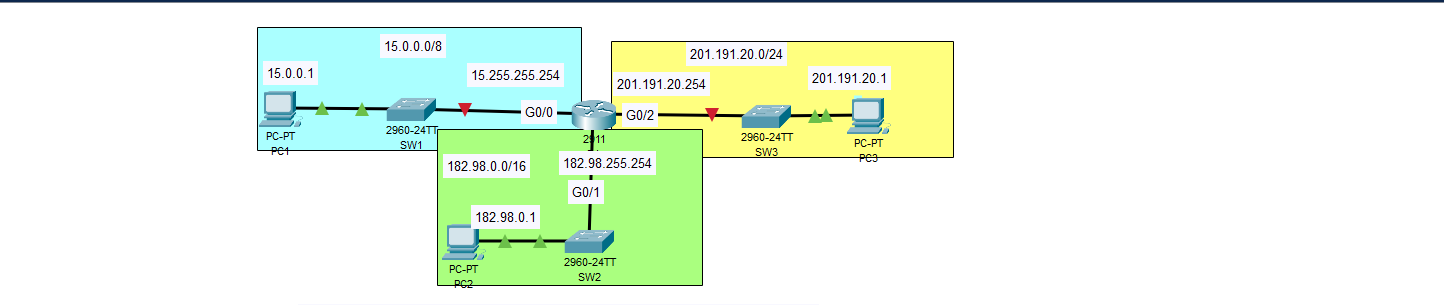 15.0.0.0/8
15.0.0.1
15.255.255.254
G0/0
PC-PT
PC1
2960-24TT
SW1
2911
201.191.20.0/24
201.191.20.254
201.191.20.1
G0/2
2960-24TT
SW3
PC-PT
PC3
182.98.0.0/16
182.98.255.254
G0/1
182.98.0.1
PC-PT
PC2
2960-24TT
SW2